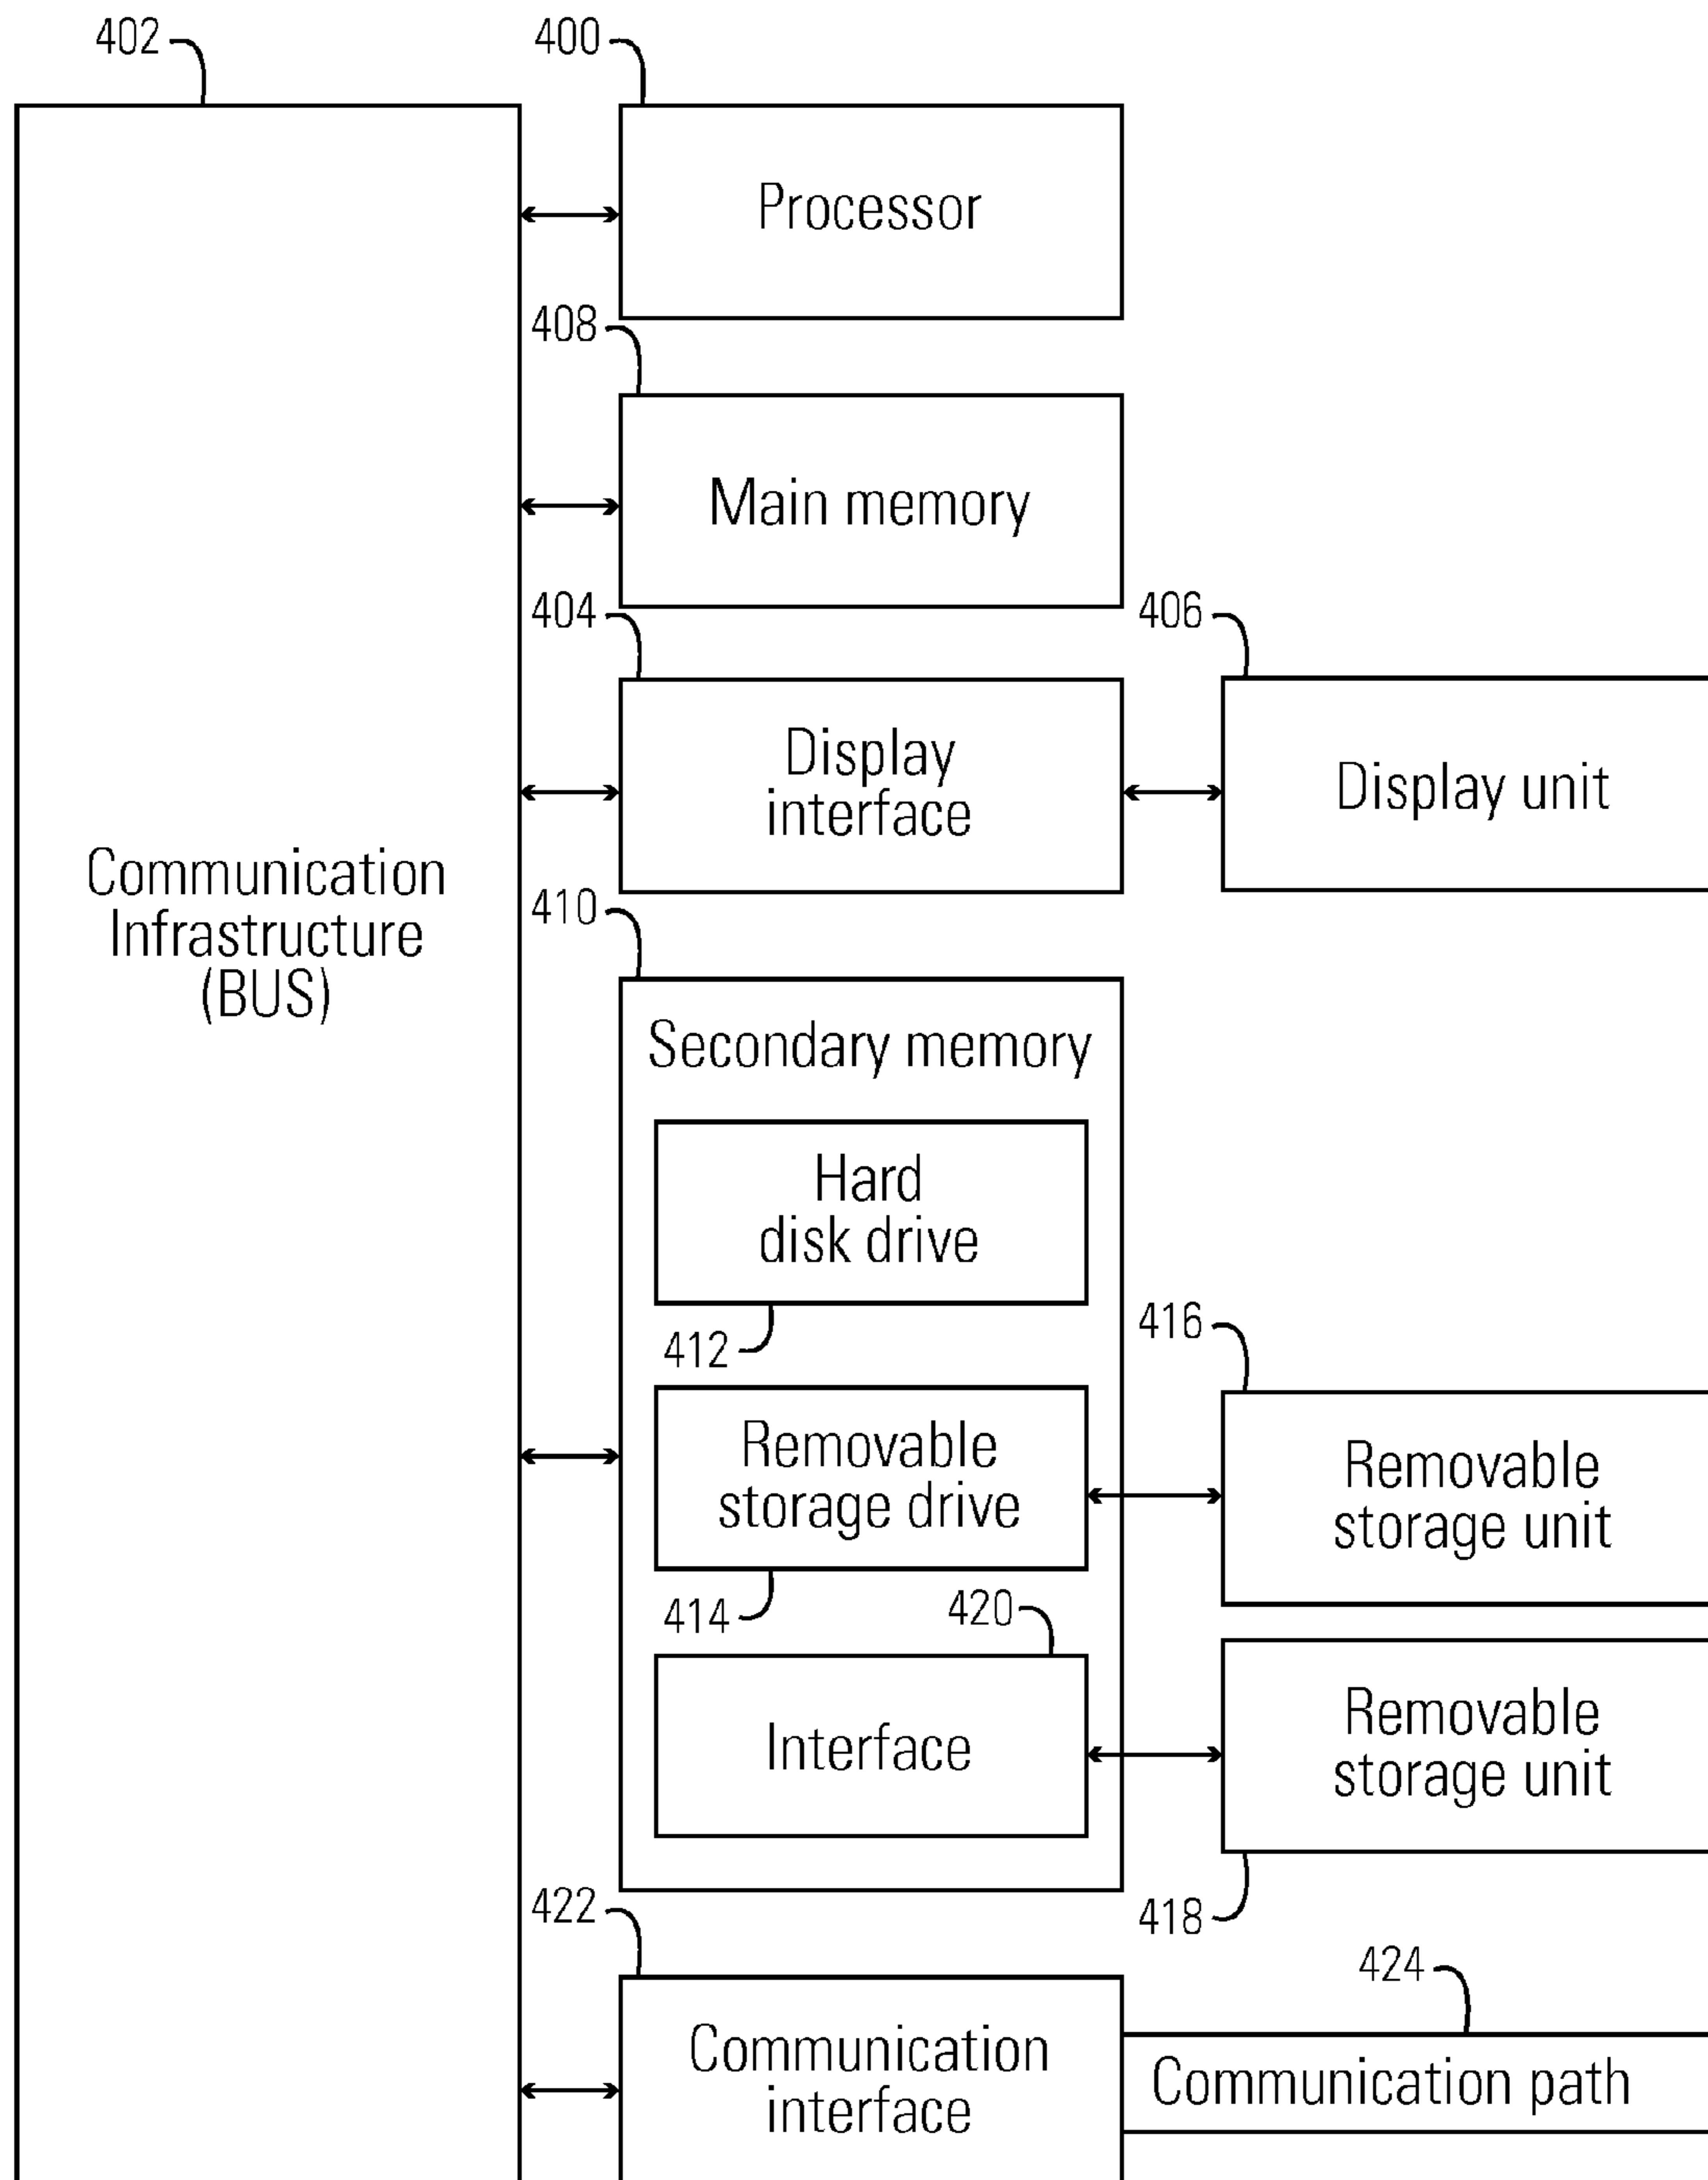 402
400
Processor
408
Main memory
404
406
Display
interface
Display unit
Communication
Infrastructure
(BUS)
410
Secondary memory
Hard
disk drive
412
416
Removable
storage drive
Removable
storage unit
414
420
Interface
Removable
storage unit
418
422
424
Communication
interface
Communication path